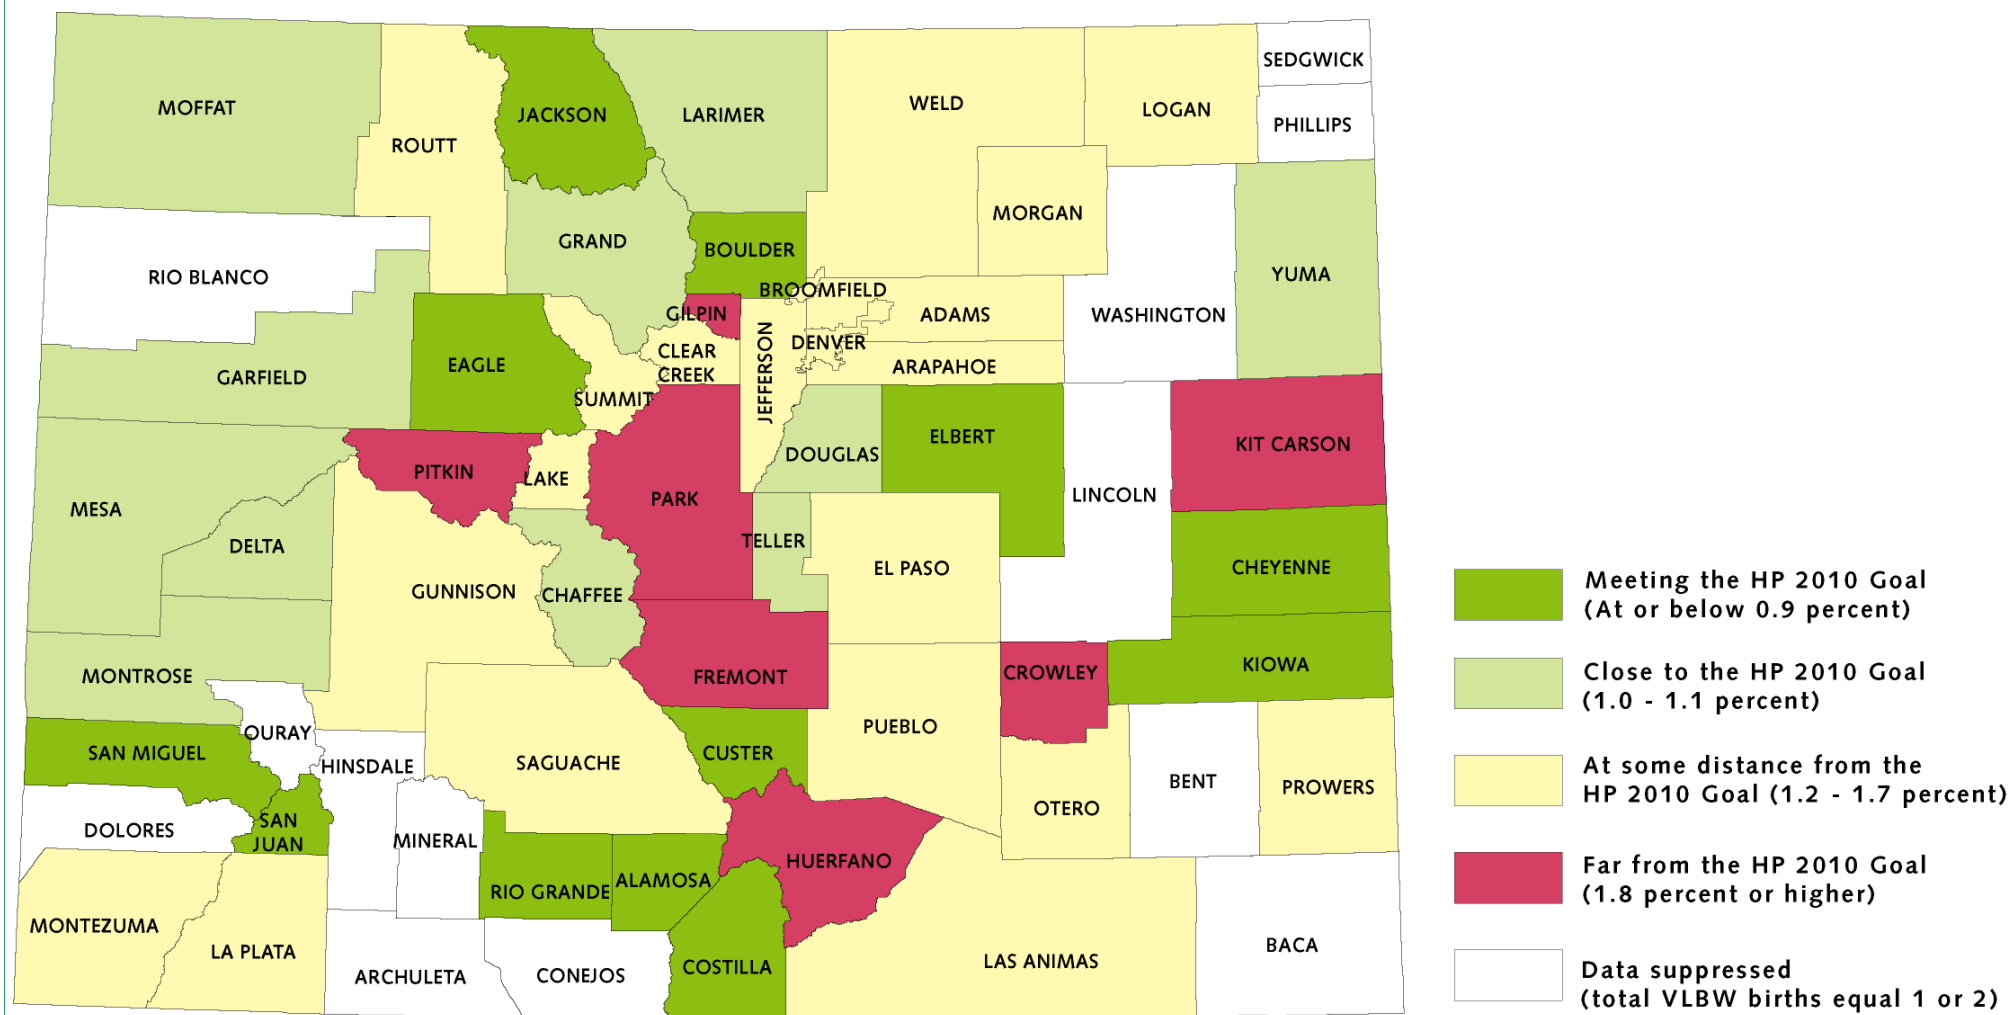 SEDGWICK
MOFFAT
JACKSON
LARIMER
WELD
LOGAN
PHILLIPS
ROUTT
MORGAN
GRAND
BOULDER
RIO BLANCO
YUMA
BROOMFIELD
GILPIN
ADAMS
WASHINGTON
DENVER
CLEAR
CREEK
JEFFERSON
EAGLE
GARFIELD
ARAPAHOE
SUMMIT
ELBERT
KIT CARSON
DOUGLAS
PITKIN
LAKE
PARK
LINCOLN
MESA
DELTA
TELLER
EL PASO
CHEYENNE
GUNNISON
CHAFFEE
MONTROSE
FREMONT
CROWLEY
KIOWA
OURAY
SAN MIGUEL
HINSDALE
SAGUACHE
CUSTER
PUEBLO
BENT
PROWERS
OTERO
DOLORES
SAN
JUAN
MINERAL
RIO GRANDE
ALAMOSA
HUERFANO
MONTEZUMA
LA PLATA
ARCHULETA
CONEJOS
COSTILLA
LAS ANIMAS
BACA
Meeting the HP 2010 Goal
(At or below 0.9 percent)
Close to the HP 2010 Goal
(1.0 - 1.1 percent)
At some distance from the
HP 2010 Goal (1.2 - 1.7 percent)
Far from the HP 2010 Goal
(1.8 percent or higher)
Data suppressed
(total VLBW births equal 1 or 2)